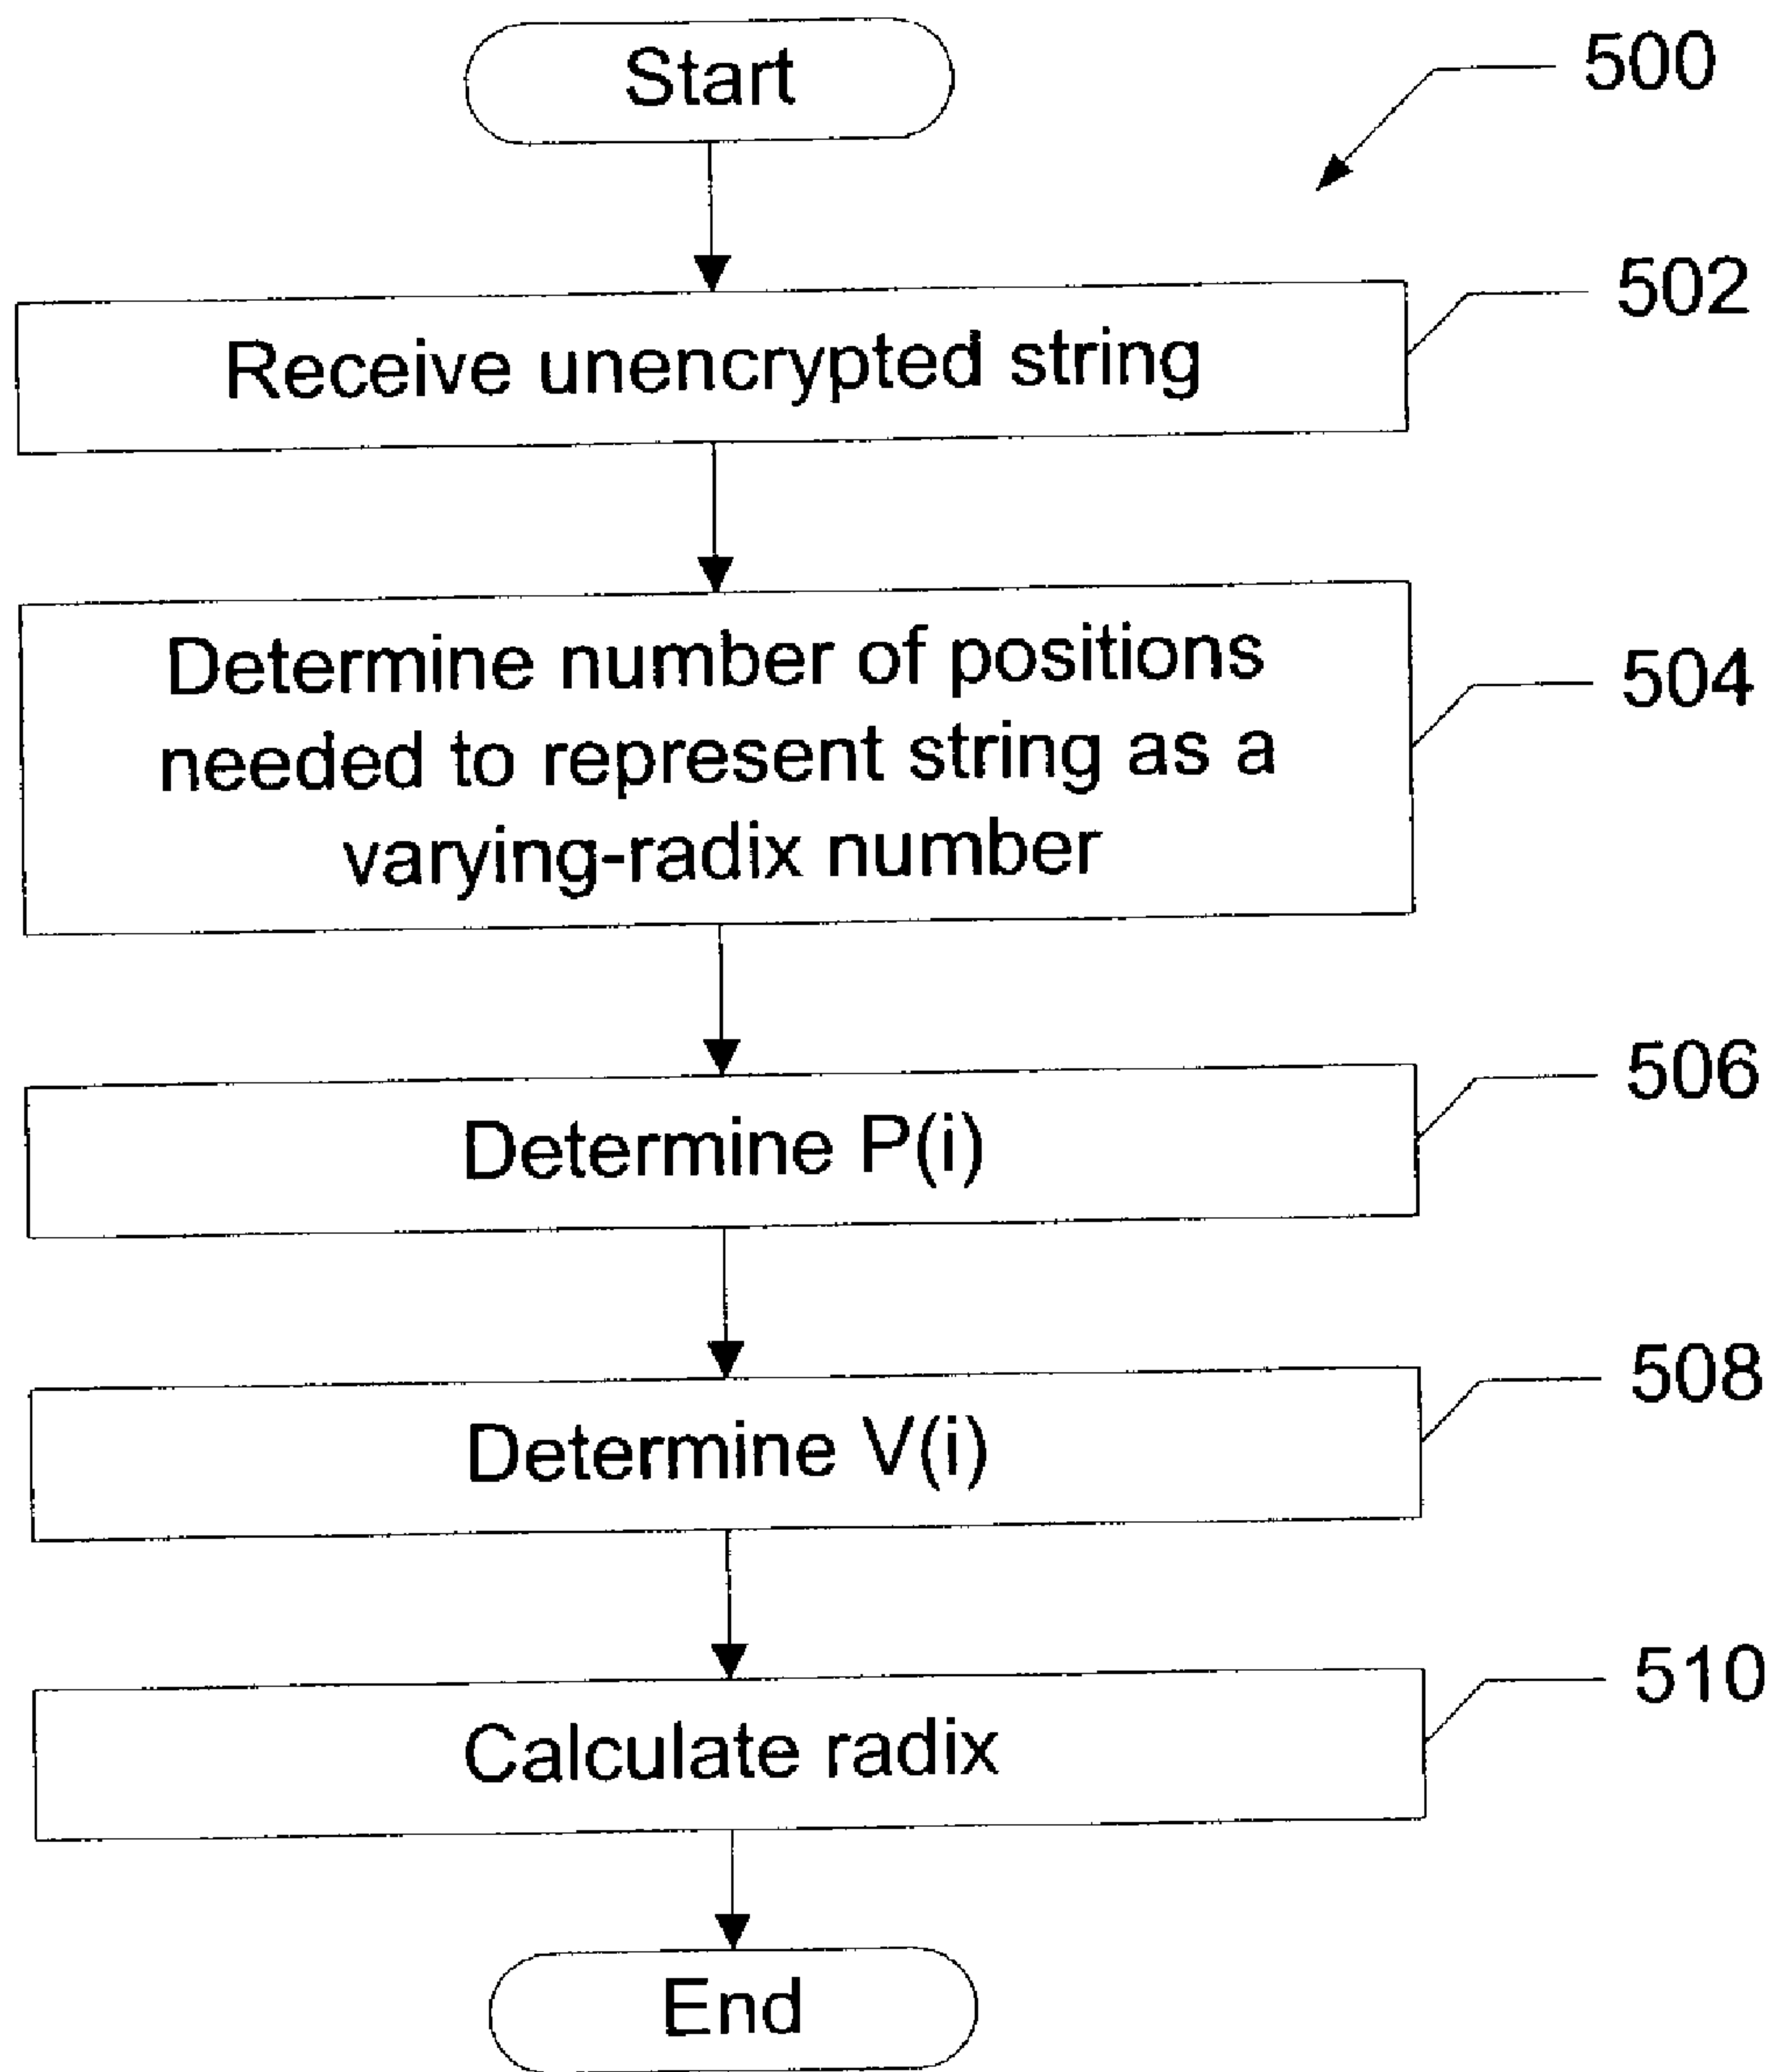 Start
500
502
Receive unencrypted string
504
Determine number of positions
needed to represent string as a
varying-radix number
506
Determine P(i)
508
Determine V(i)
510
Calculate radix
End